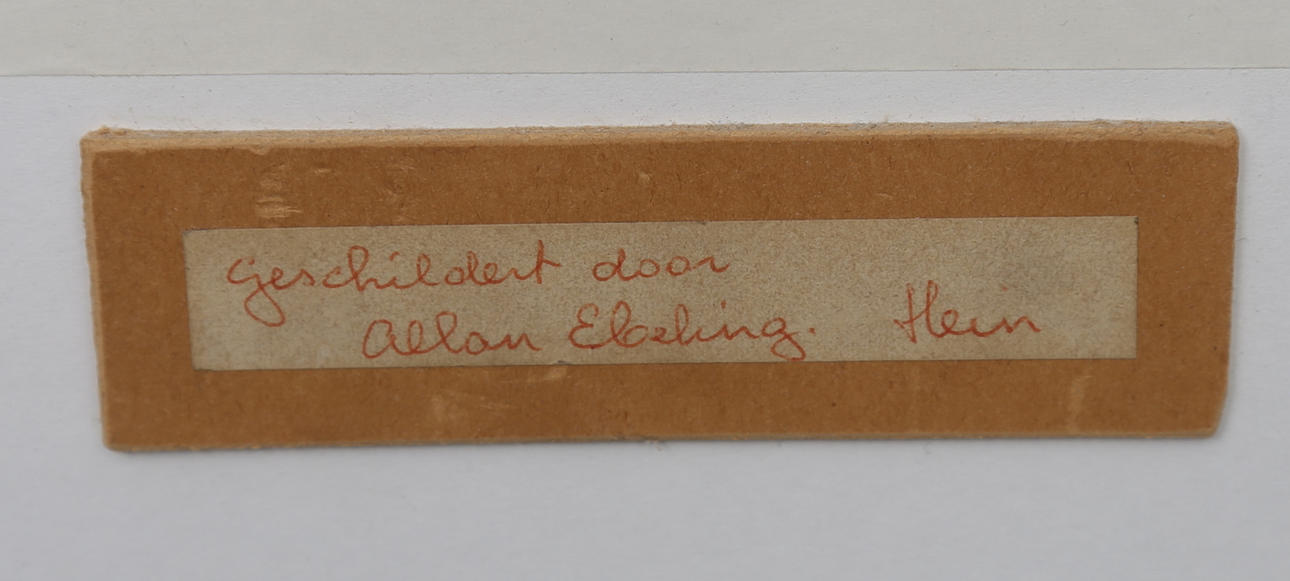 geschildert door
Allan Ebeling. Hein